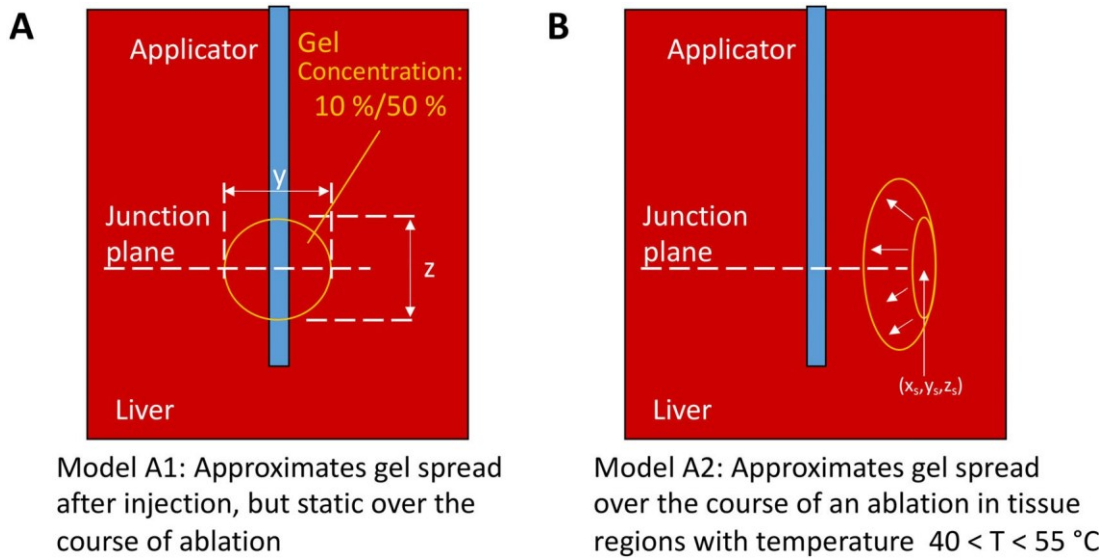 A
Applicator
Gel
Concentration:
10 %/50 %
y
Junction
plane
z
Liver
Model A1: Approximates gel spread
after injection, but static over the
course of ablation
B
Applicator
Junction
plane
(xs,ys,zs)
Liver
Model A2: Approximates gel spread
over the course of an ablation in tissue
regions with temperature 40 < T < 55 °C